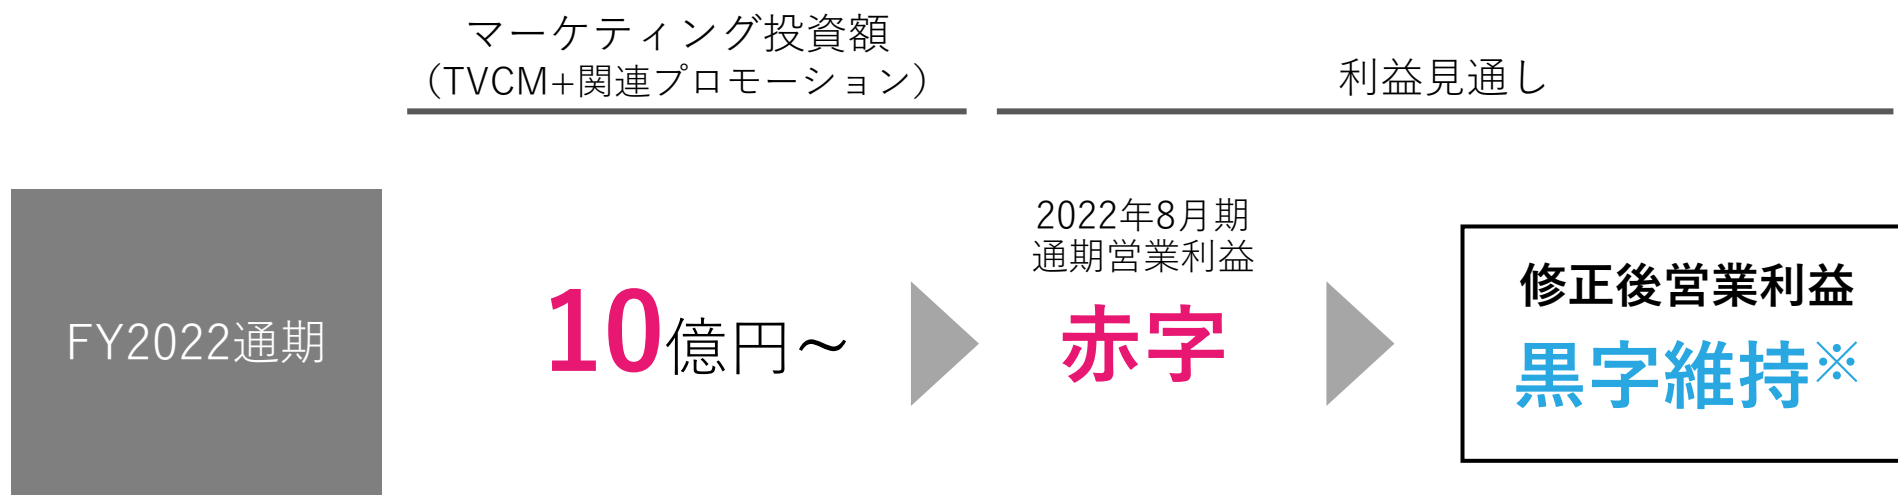 マーケティング投資額
（TVCM+関連プロモーション）
利益見通し
FY2022通期
10億円～
2022年8月期
通期営業利益
赤字
修正後営業利益
黒字維持※